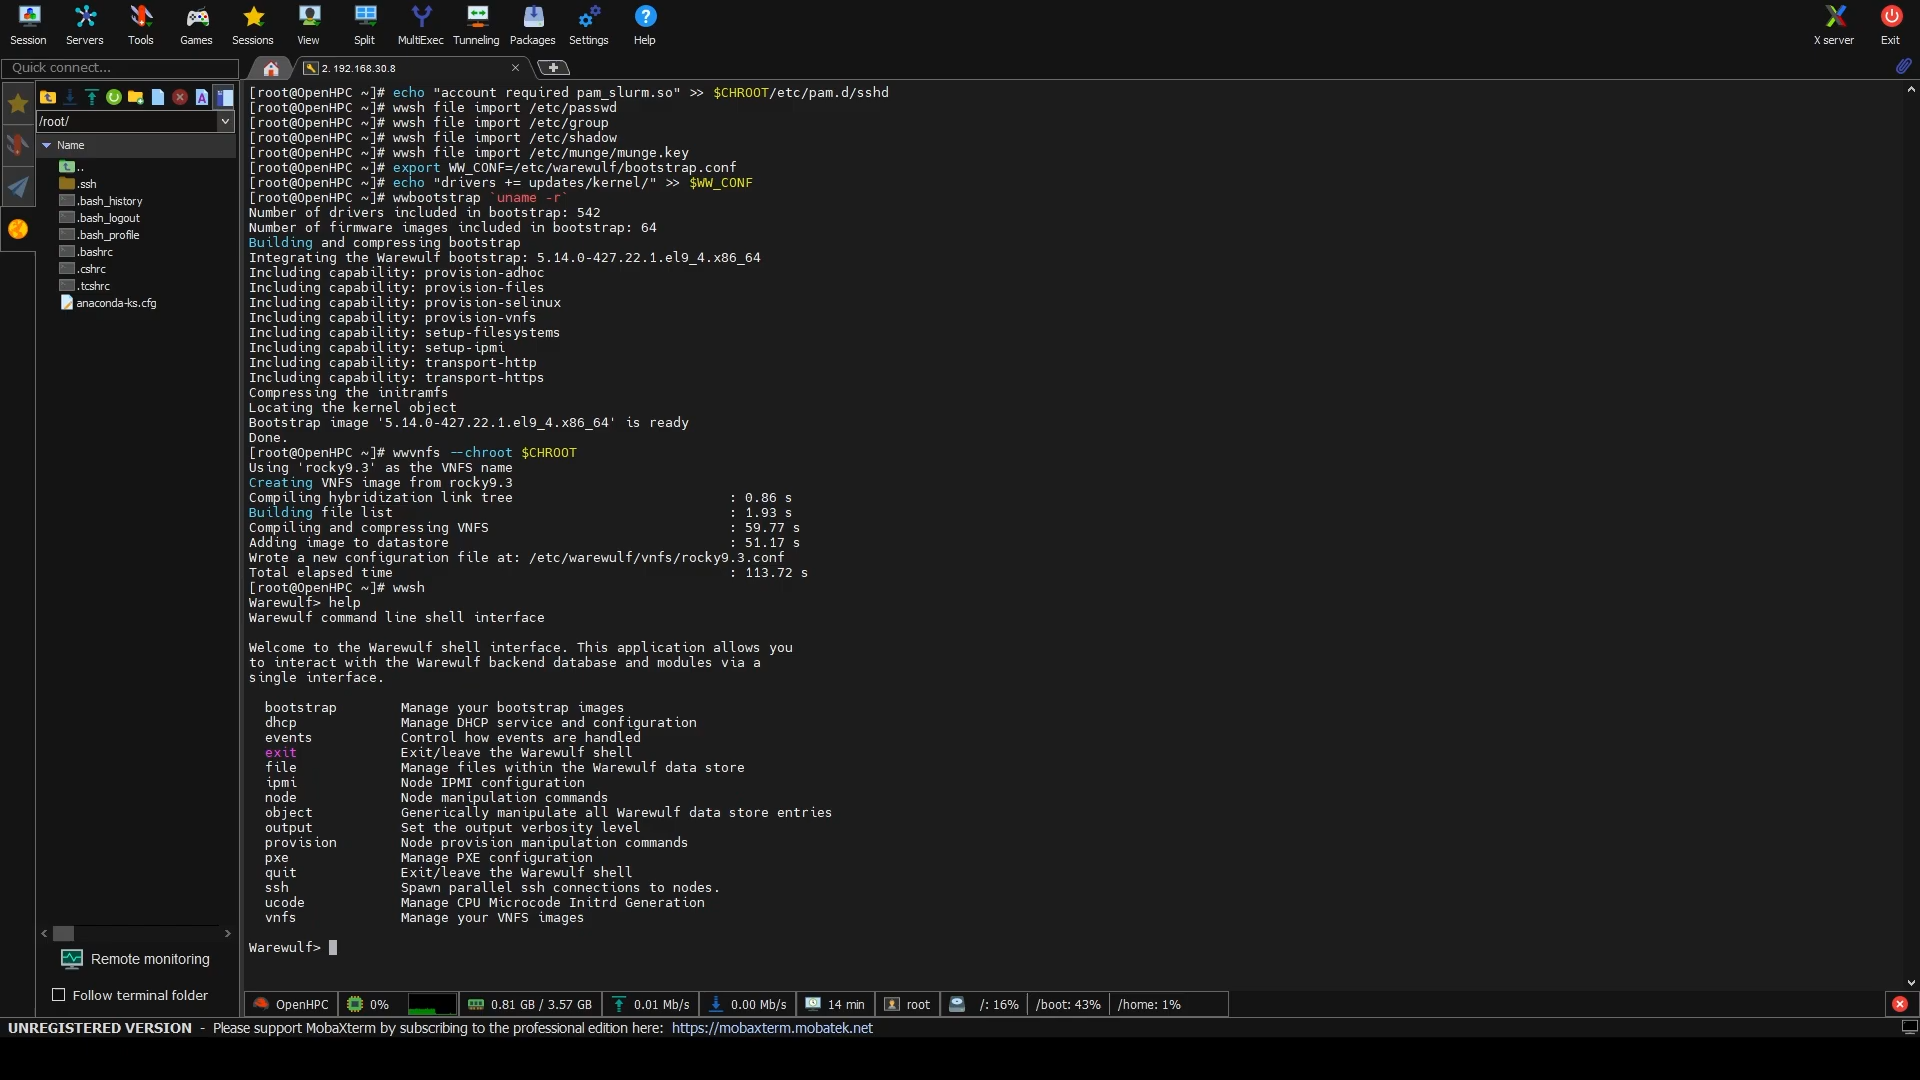 Session Servers Tools Games Sessions View Split MultiExec Tunneling Packages Settings Help X server Exit
Quick connect...
2. 192.168.30.8
/root/
Name
..
.ssh
.bash_history
.bash_logout
.bash_profile
.bashrc
.cshrc
.tcshrc
anaconda-ks.cfg
Remote monitoring
Follow terminal folder
[root@OpenHPC ~]# echo "account required pam_slurm.so" >> $CHROOT/etc/pam.d/sshd
[root@OpenHPC ~]# wwsh file import /etc/passwd
[root@OpenHPC ~]# wwsh file import /etc/group
[root@OpenHPC ~]# wwsh file import /etc/shadow
[root@OpenHPC ~]# wwsh file import /etc/munge/munge.key
[root@OpenHPC ~]# export WW_CONF=/etc/warewulf/bootstrap.conf
[root@OpenHPC ~]# echo "drivers += updates/kernel/" >> $WW_CONF
[root@OpenHPC ~]# wwbootstrap `uname -r`
Number of drivers included in bootstrap: 542
Number of firmware images included in bootstrap: 64
Building and compressing bootstrap
Integrating the Warewulf bootstrap: 5.14.0-427.22.1.el9_4.x86_64
Including capability: provision-adhoc
Including capability: provision-files
Including capability: provision-selinux
Including capability: provision-vnfs
Including capability: setup-filesystems
Including capability: setup-ipmi
Including capability: transport-http
Including capability: transport-https
Compressing the initramfs
Locating the kernel object
Bootstrap image '5.14.0-427.22.1.el9_4.x86_64' is ready
Done.
[root@OpenHPC ~]# wwvnfs --chroot $CHROOT
Using 'rocky9.3' as the VNFS name
Creating VNFS image from rocky9.3
Compiling hybridization link tree : 0.86 s
Building file list : 1.93 s
Compiling and compressing VNFS : 59.77 s
Adding image to datastore : 51.17 s
Wrote a new configuration file at: /etc/warewulf/vnfs/rocky9.3.conf
Total elapsed time : 113.72 s
[root@OpenHPC ~]# wwsh
Warewulf> help
Warewulf command line shell interface
Welcome to the Warewulf shell interface. This application allows you
to interact with the Warewulf backend database and modules via a
single interface.
bootstrap Manage your bootstrap images
dhcp Manage DHCP service and configuration
events Control how events are handled
exit Exit/leave the Warewulf shell
file Manage files within the Warewulf data store
ipmi Node IPMI configuration
node Node manipulation commands
object Generically manipulate all Warewulf data store entries
output Set the output verbosity level
provision Node provision manipulation commands
pxe Manage PXE configuration
quit Exit/leave the Warewulf shell
ssh Spawn parallel ssh connections to nodes.
ucode Manage CPU Microcode Initrd Generation
vnfs Manage your VNFS images
Warewulf>
OpenHPC 0% 0.81 GB / 3.57 GB 0.01 Mb/s 0.00 Mb/s 14 min root /: 16% /boot: 43% /home: 1%
UNREGISTERED VERSION - Please support MobaXterm by subscribing to the professional edition here: https://mobaxterm.mobatek.net